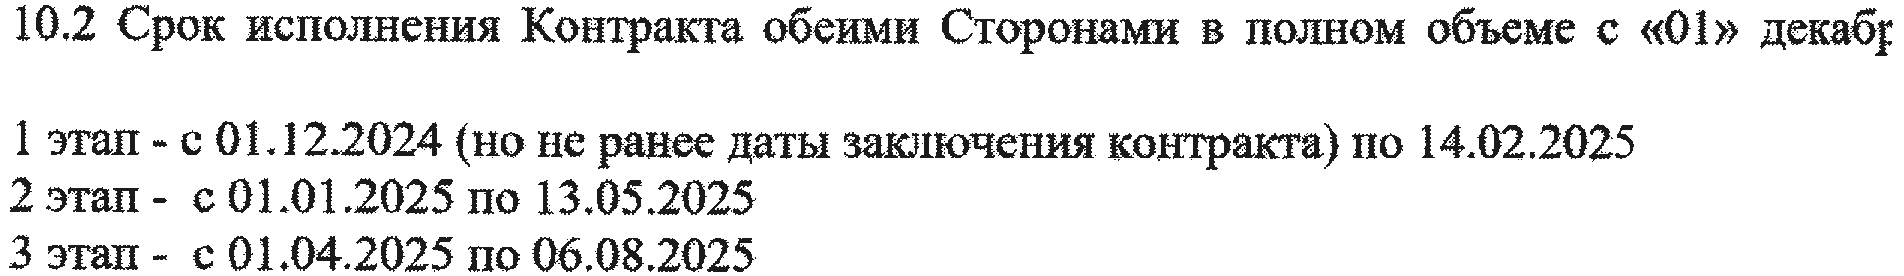 10.2 Срок исполнения Контракта обеими Сторонами в полном объеме с «01» декабр
1 этап - с 01.12.2024 (но не ранее даты заключения контракта) по 14.02.2025
2 этап - с 01.01.2025 по 13.05.2025
3 этап - с 01.04.2025 по 06.08.2025